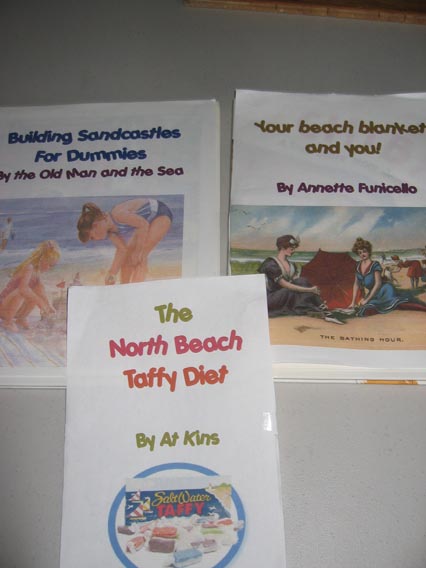 Building Sandcastles
For Dummies
By the Old Man and the Sea
Your beach blanket
and you!
By Annette Funicello
THE BATHING HOUR.
The
North Beach
Taffy Diet
By At Kins
Salt Water
TAFFY